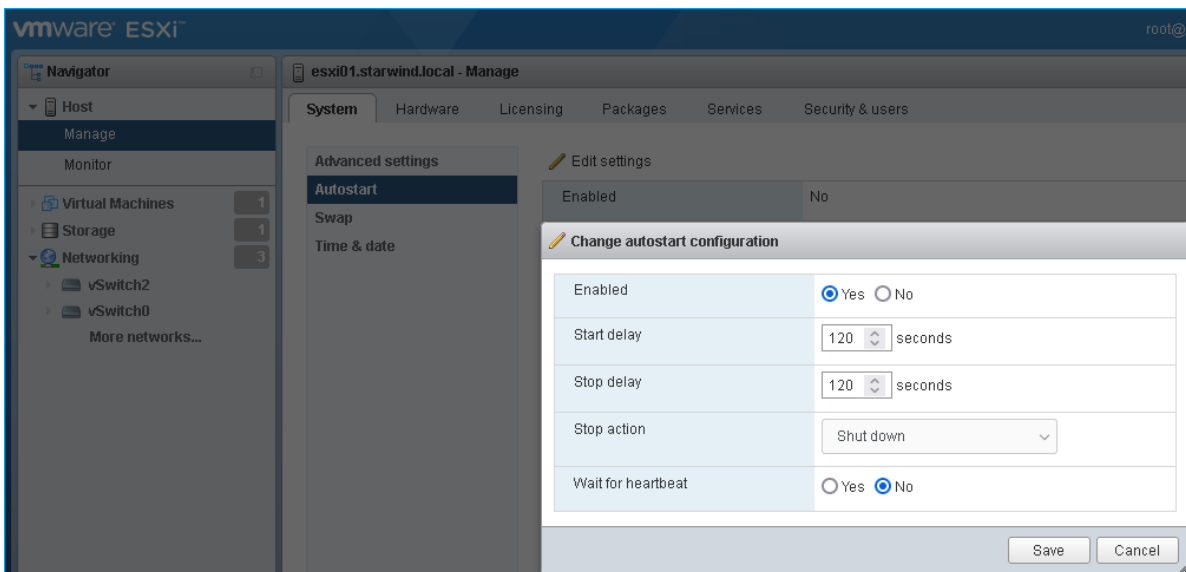 vmware ESXi™
root@
Navigator
esxi01.starwind.local - Manage
Host
Manage
Monitor
Virtual Machines 1
Storage 1
Networking 3
vSwitch2
vSwitch0
More networks...
System Hardware Licensing Packages Services Security & users
Advanced settings
Autostart
Swap
Time & date
Edit settings
Enabled No
Change autostart configuration
Enabled Yes No
Start delay 120 seconds
Stop delay 120 seconds
Stop action Shut down
Wait for heartbeat Yes No
Save Cancel